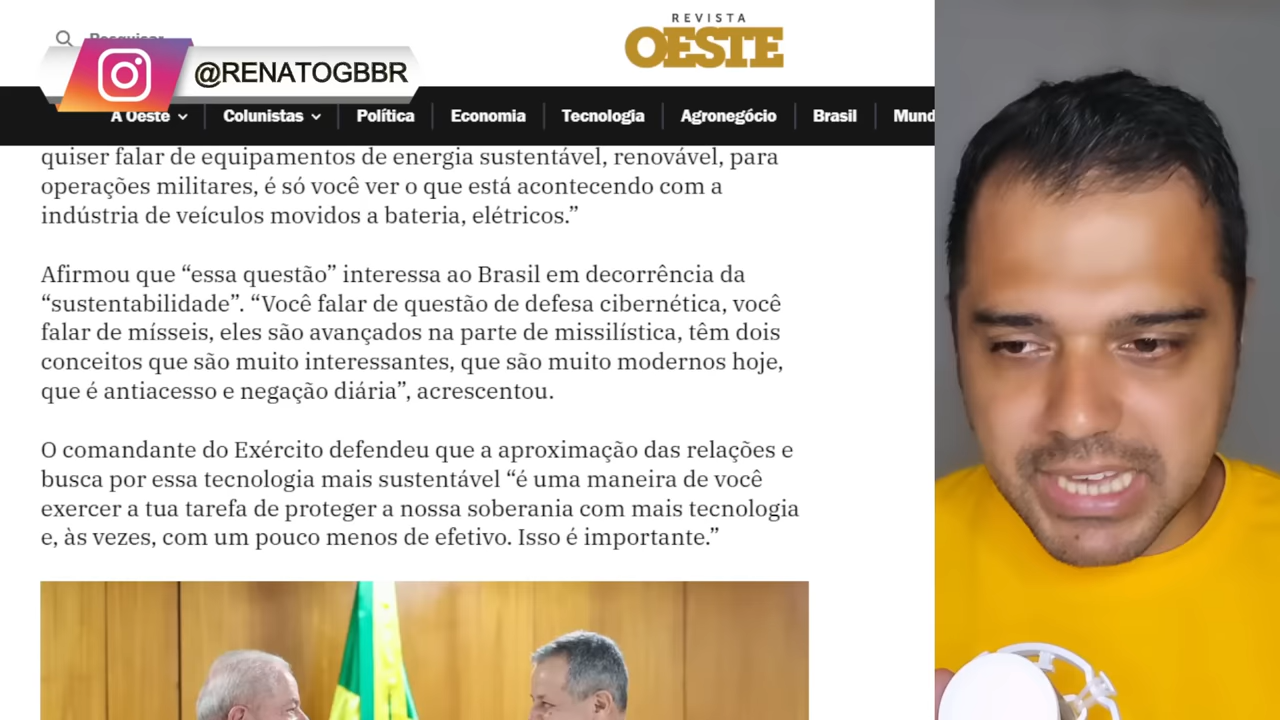 REVISTA
OESTE
Pesquisar
@RENATOGBBR
A Oeste
Colunistas
Política
Economia
Tecnologia
Agronegócio
Brasil
Mund
quiser falar de equipamentos de energia sustentável, renovável, para
operações militares, é só você ver o que está acontecendo com a
indústria de veículos movidos a bateria, elétricos.”
Afirmou que “essa questão” interessa ao Brasil em decorrência da
“sustentabilidade”. “Você falar de questão de defesa cibernética, você
falar de mísseis, eles são avançados na parte de missilística, têm dois
conceitos que são muito interessantes, que são muito modernos hoje,
que é antiacesso e negação diária”, acrescentou.
O comandante do Exército defendeu que a aproximação das relações e
busca por essa tecnologia mais sustentável “é uma maneira de você
exercer a tua tarefa de proteger a nossa soberania com mais tecnologia
e, às vezes, com um pouco menos de efetivo. Isso é importante.”